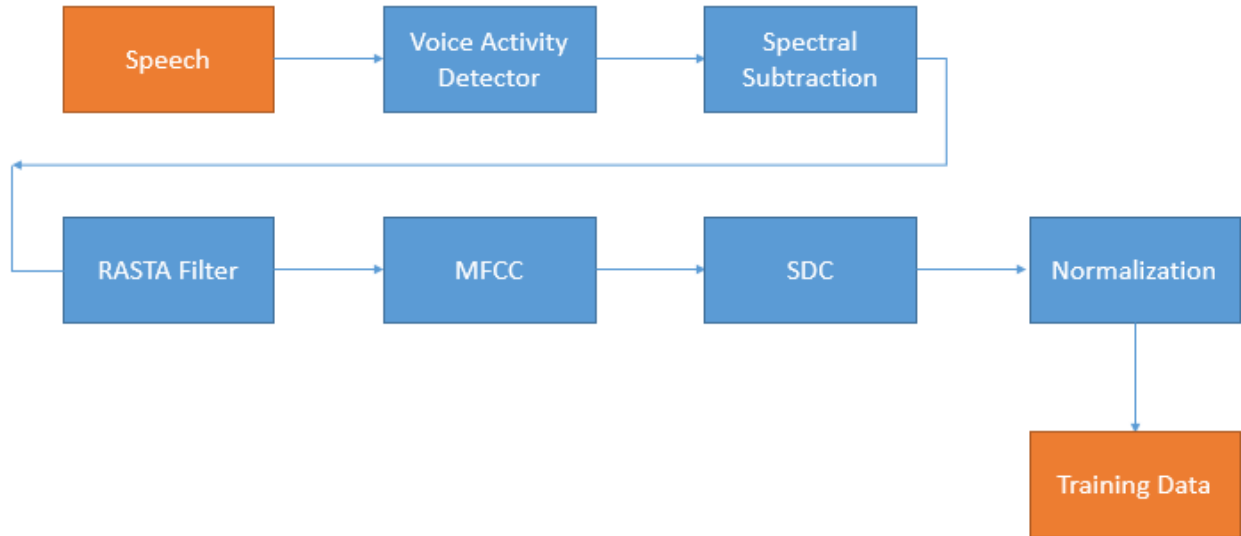 Speech
Voice Activity
Detector
Spectral
Subtraction
RASTA Filter
MFCC
SDC
Normalization
Training Data